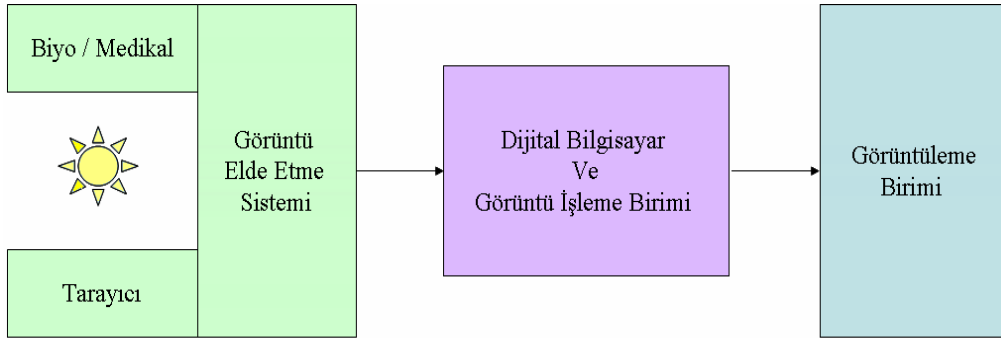 Biyo / Medikal
Tarayıcı
Görüntü
Elde Etme
Sistemi
Dijital Bilgisayar
Ve
Görüntü İşleme Birimi
Görüntüleme
Birimi